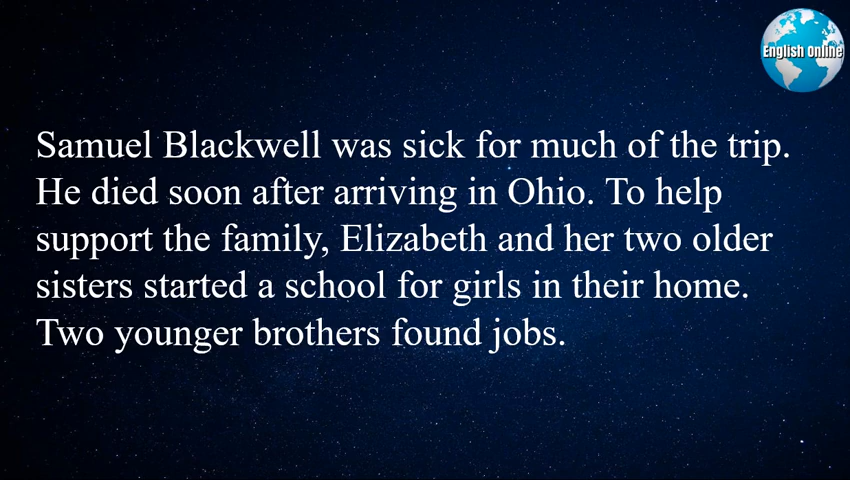 English Online
Samuel Blackwell was sick for much of the trip.
He died soon after arriving in Ohio. To help
support the family, Elizabeth and her two older
sisters started a school for girls in their home.
Two younger brothers found jobs.